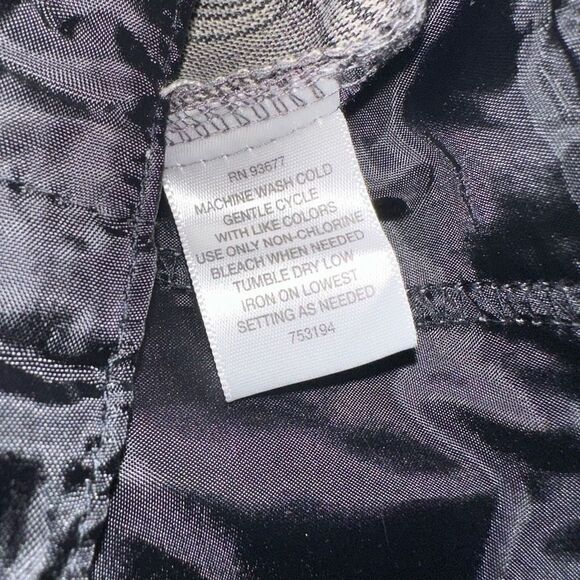 RN 93677
MACHINE WASH COLD
GENTLE CYCLE
WITH LIKE COLORS
USE ONLY NON-CHLORINE
BLEACH WHEN NEEDED
TUMBLE DRY LOW
IRON ON LOWEST
SETTING AS NEEDED
753194